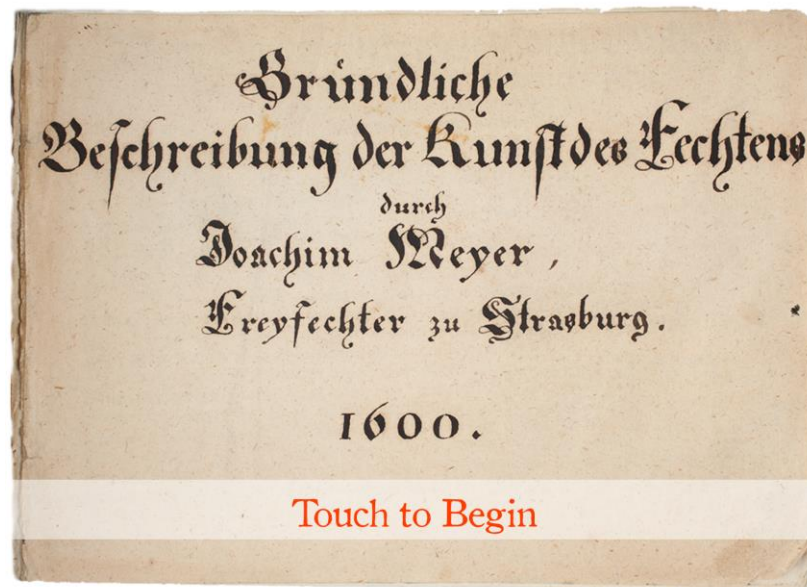 Gründliche
Beſchreibung der Kunſt des Fechtens
durch
Joachim Meyer,
Freyfechter zu Strasburg.
1600.
Touch to Begin